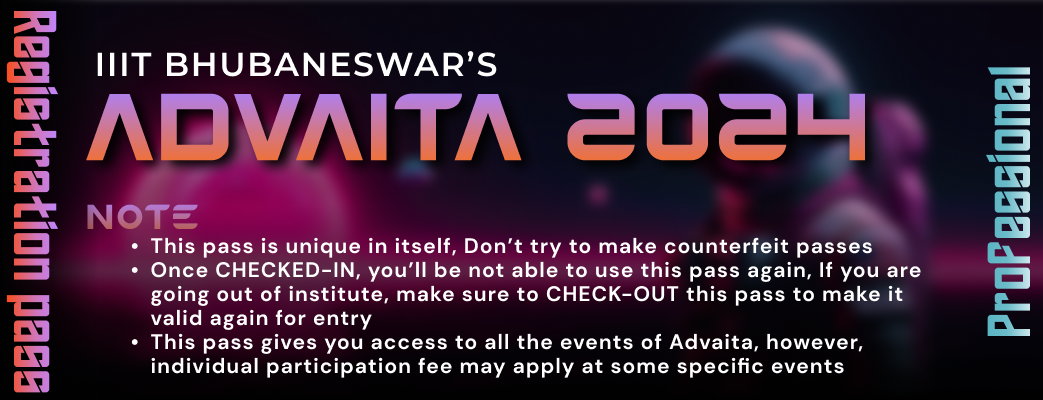 Registration pass
IIIT BHUBANESWAR'S
ADVAITA 2024
NOTE
• This pass is unique in itself, Don't try to make counterfeit passes
• Once CHECKED-IN, you'll be not able to use this pass again, If you are
going out of institute, make sure to CHECK-OUT this pass to make it
valid again for entry
• This pass gives you access to all the events of Advaita, however,
individual participation fee may apply at some specific events
Professional